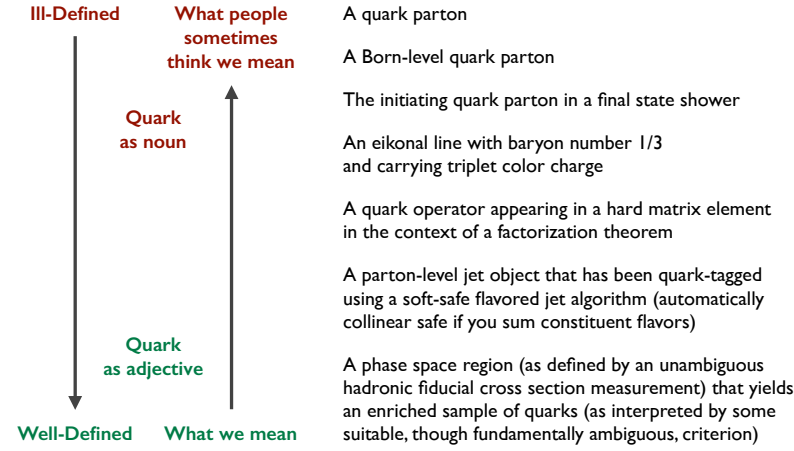 Ill-Defined
What people
sometimes
think we mean
Quark
as noun
Quark
as adjective
Well-Defined
What we mean
A quark parton
A Born-level quark parton
The initiating quark parton in a final state shower
An eikonal line with baryon number 1/3
and carrying triplet color charge
A quark operator appearing in a hard matrix element
in the context of a factorization theorem
A parton-level jet object that has been quark-tagged
using a soft-safe flavored jet algorithm (automatically
collinear safe if you sum constituent flavors)
A phase space region (as defined by an unambiguous
hadronic fiducial cross section measurement) that yields
an enriched sample of quarks (as interpreted by some
suitable, though fundamentally ambiguous, criterion)